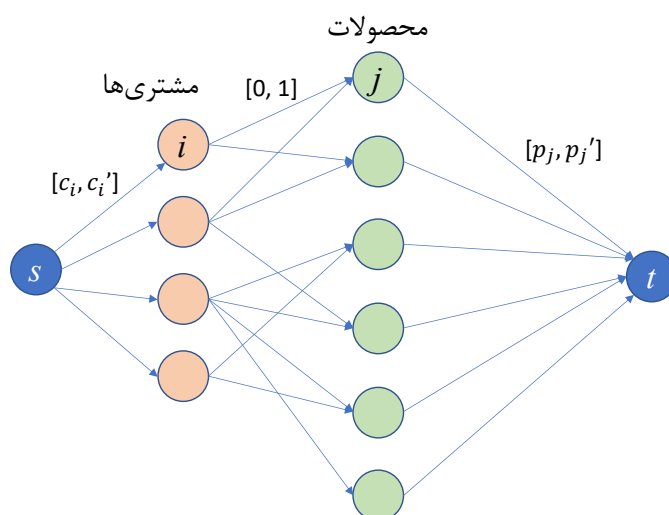 محصولات
مشتری‌ها
[0, 1]
j
i
[p_j, p_j′]
[c_i, c_i′]
s
t